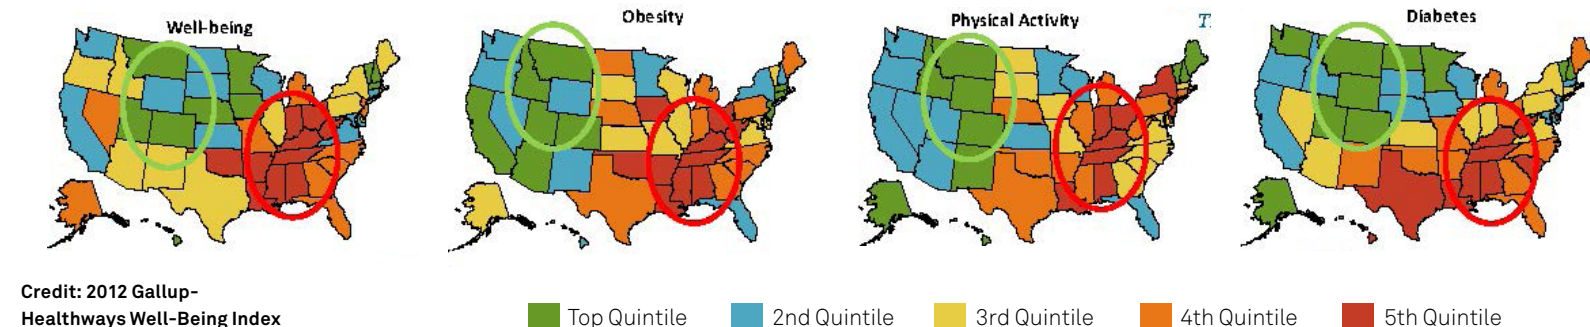 Well-being
Obesity
Physical Activity
T.
Diabetes
Credit: 2012 Gallup-
Healthways Well-Being Index
Top Quintile
2nd Quintile
3rd Quintile
4th Quintile
5th Quintile